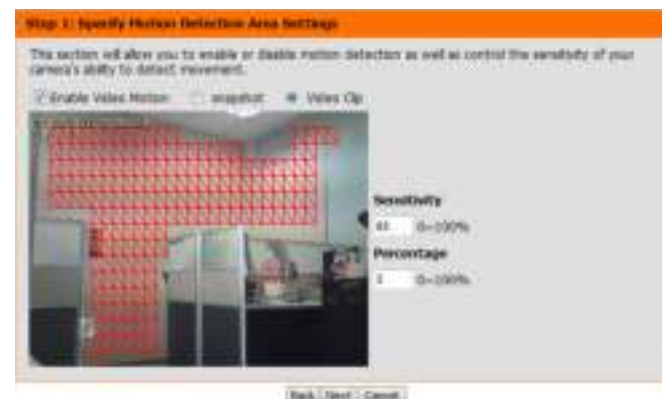 Step 1: Specify Motion Detection Area Settings
This section will allow you to enable or disable motion detection as well as control the sensitivity of your
camera's ability to detect movement.
Enable Video Motion snapshot Video Clip
Sensitivity
0~100%
Percentage
0~100%
Back Next Cancel